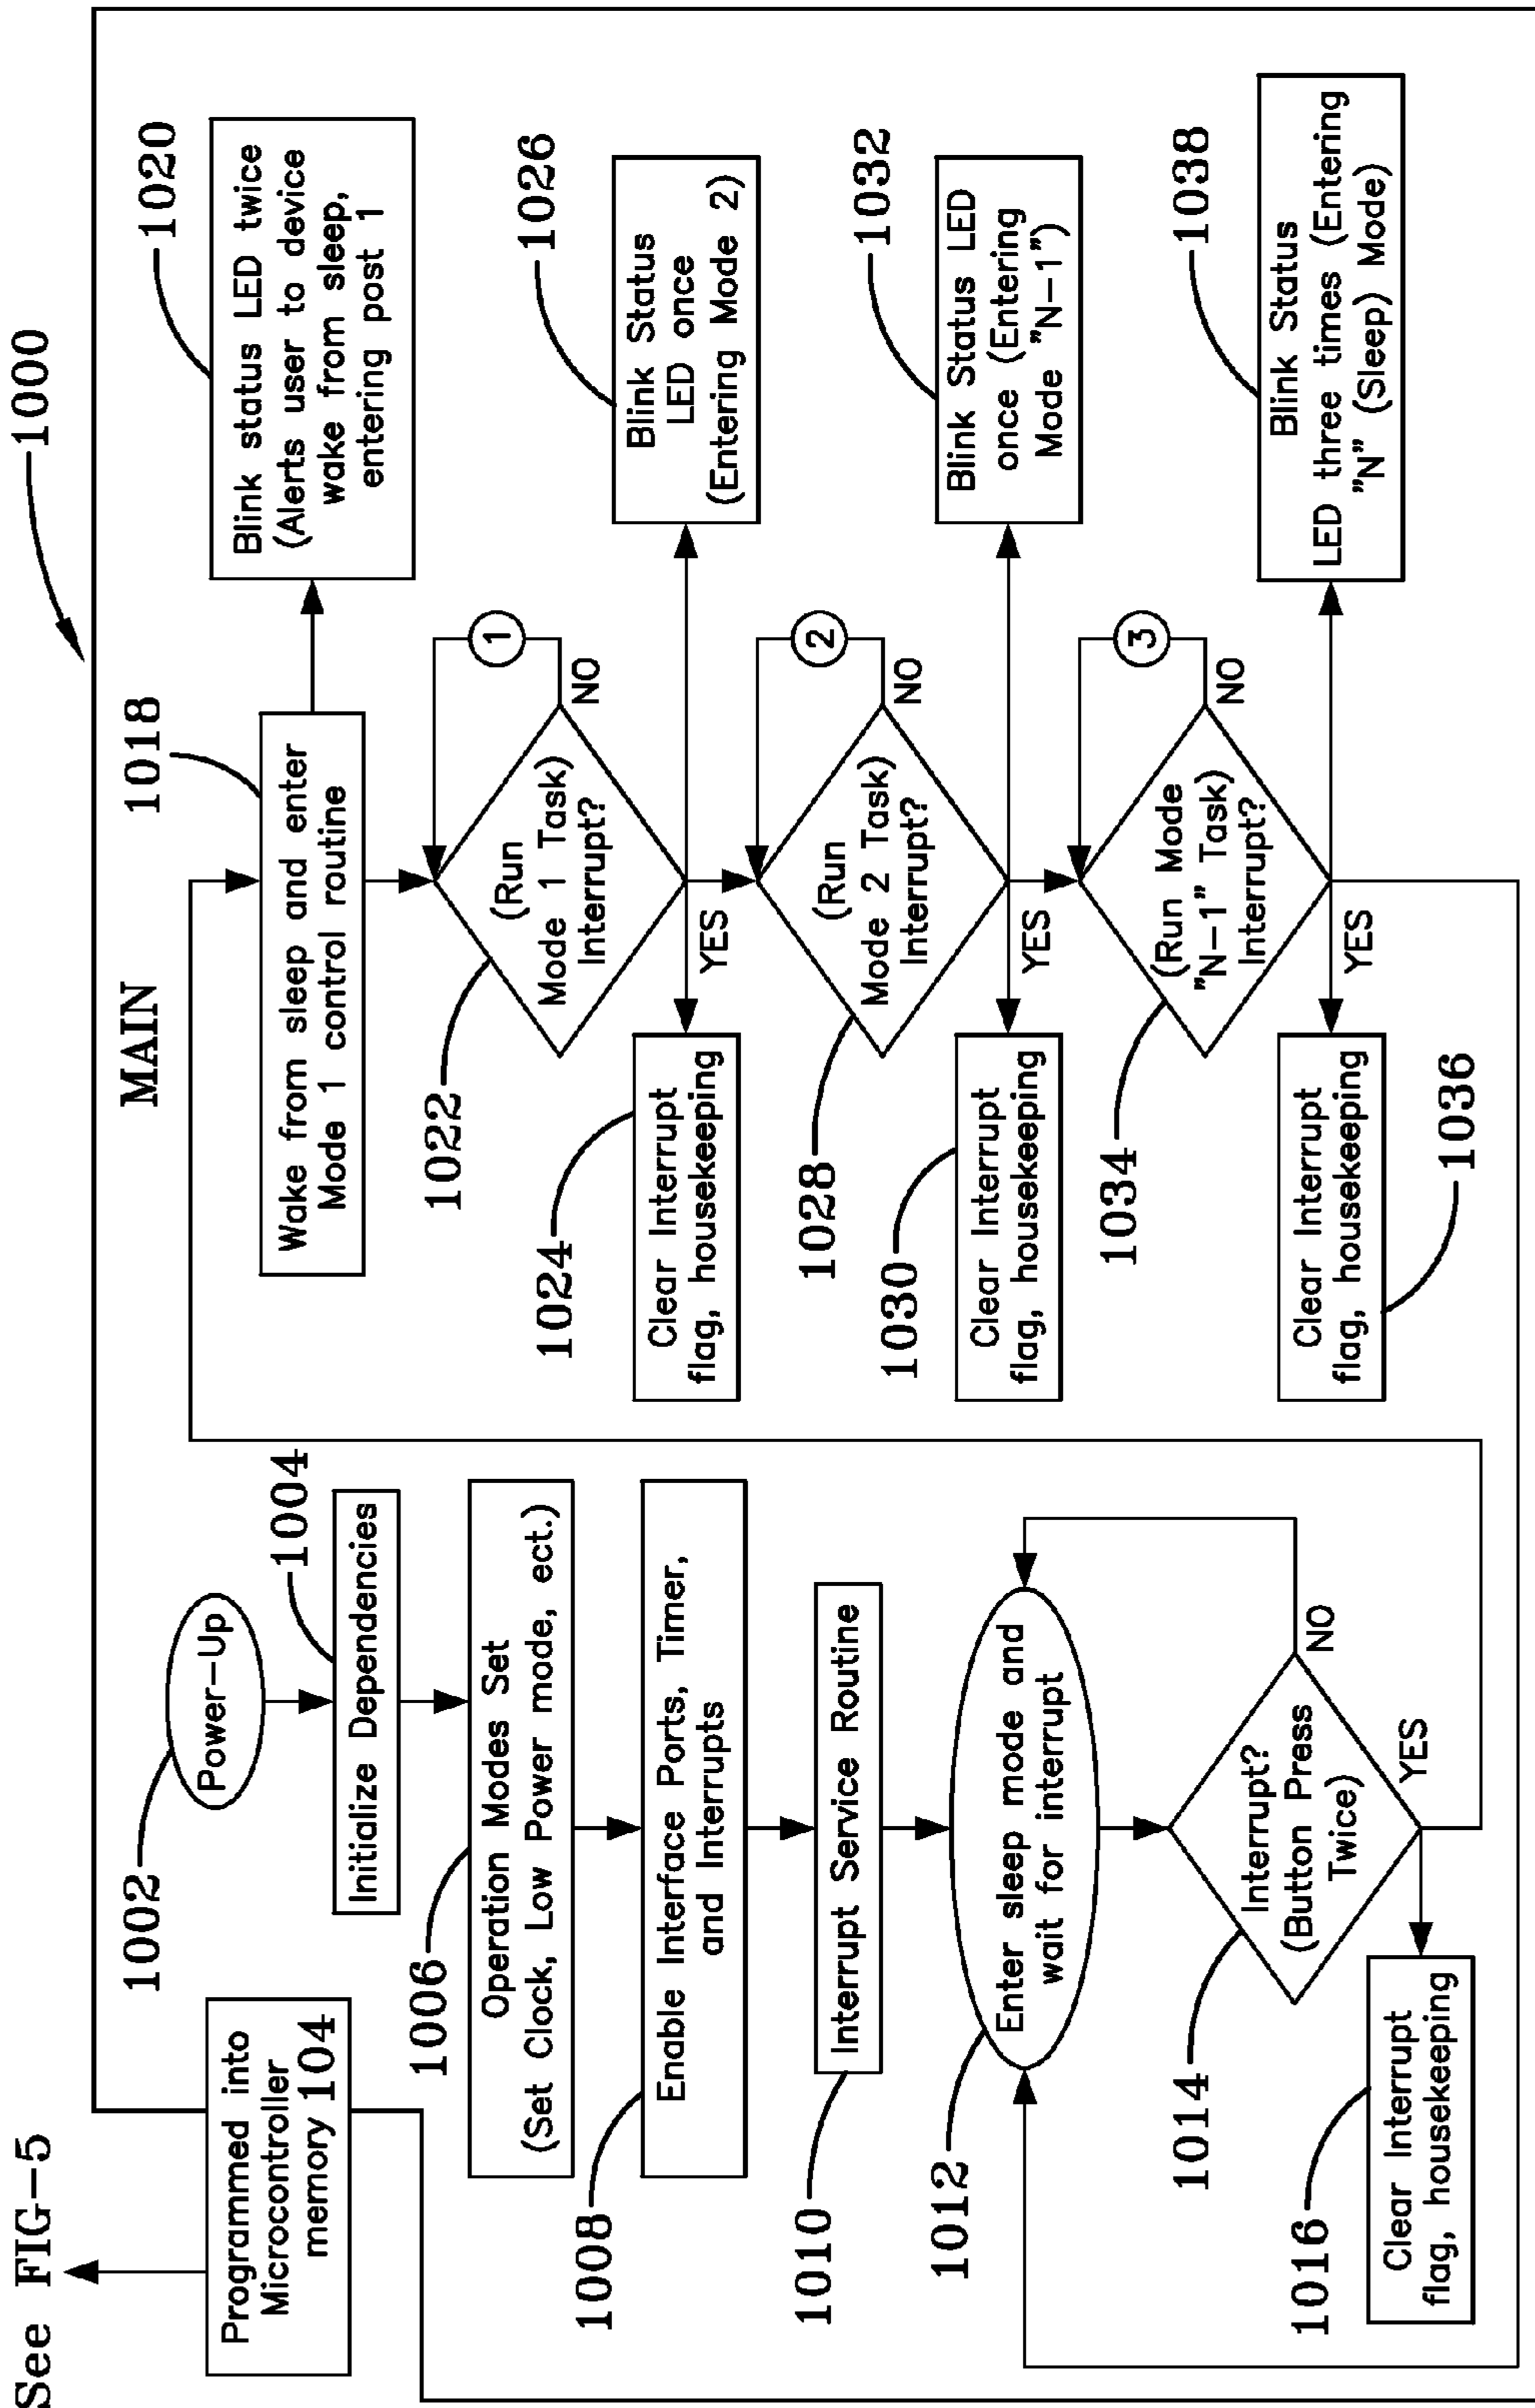 See FIG-5
1000
Programmed into
Microcontroller
memory 104
1002
Power-Up
1004
Initialize Dependencies
1006
Operation Modes Set
(Set Clock, Low Power mode, ect.)
1008
Enable Interface Ports, Timer,
and Interrupts
1010
Interrupt Service Routine
1012
Enter sleep mode and
wait for interrupt
1014
Interrupt?
(Button Press
Twice)
NO
YES
1016
Clear Interrupt
flag, housekeeping
MAIN
1018
Wake from sleep and enter
Mode 1 control routine
1020
Blink status LED twice
(Alerts user to device
wake from sleep,
entering post 1
1022
(Run
Mode 1 Task)
Interrupt?
1
NO
YES
1024
Clear Interrupt
flag, housekeeping
1026
Blink Status
LED once
(Entering Mode 2)
1028
(Run
Mode 2 Task)
Interrupt?
2
NO
YES
1030
Clear Interrupt
flag, housekeeping
1032
Blink Status LED
once (Entering
Mode "N-1")
1034
(Run Mode
"N-1" Task)
Interrupt?
3
NO
YES
1036
Clear Interrupt
flag, housekeeping
1038
Blink Status
LED three times (Entering
"N" (Sleep) Mode)